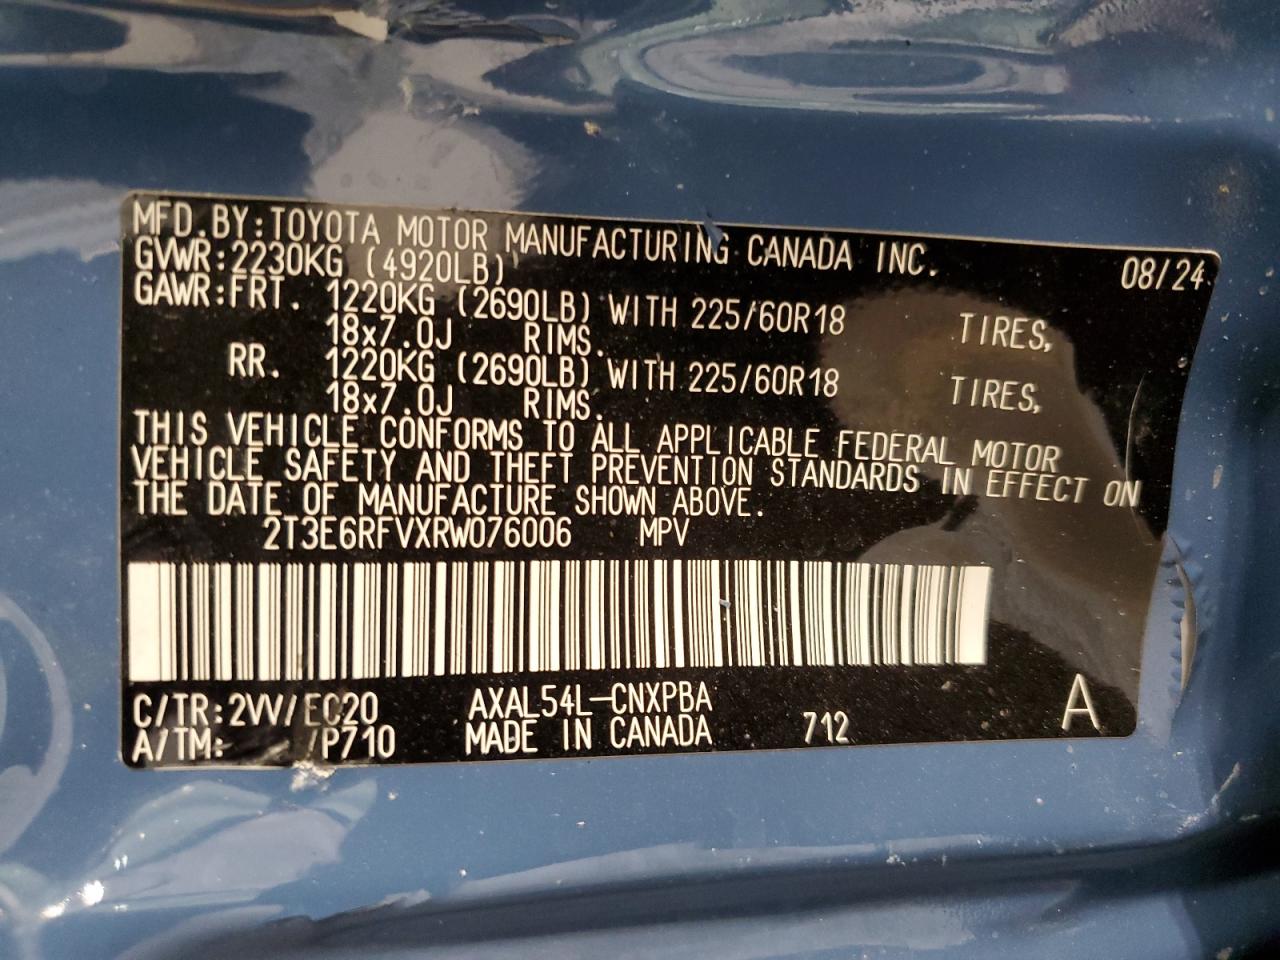 MFD.BY:TOYOTA MOTOR MANUFACTURING CANADA INC.
GVWR:2230KG (4920LB) 08/24
GAWR:FRT. 1220KG (2690LB) WITH 225/60R18 TIRES,
18x7.0J RIMS.
RR. 1220KG (2690LB) WITH 225/60R18 TIRES,
18x7.0J RIMS.
THIS VEHICLE CONFORMS TO ALL APPLICABLE FEDERAL MOTOR
VEHICLE SAFETY AND THEFT PREVENTION STANDARDS IN EFFECT ON
THE DATE OF MANUFACTURE SHOWN ABOVE.
2T3E6RFVXRW076006 MPV
C/TR:2VV/EC20 AXAL54L-CNXPBA A
A/TM: /P710 MADE IN CANADA 712